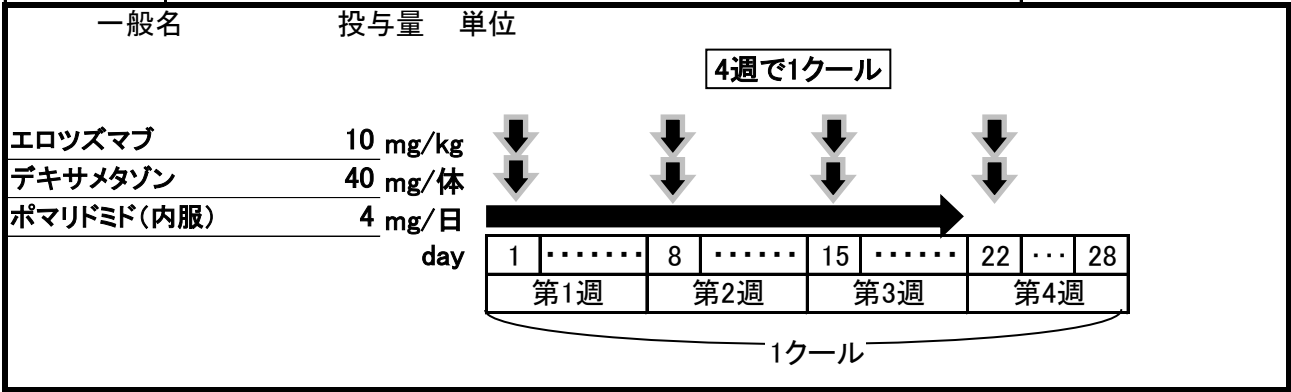 一般名 投与量 単位
4週で1クール
エロツズマブ 10 mg/kg
デキサメタゾン 40 mg/体
ポマリドミド(内服) 4 mg/日
day 1 ······· 8 ······ 15 ······ 22 ··· 28
第1週 第2週 第3週 第4週
1クール